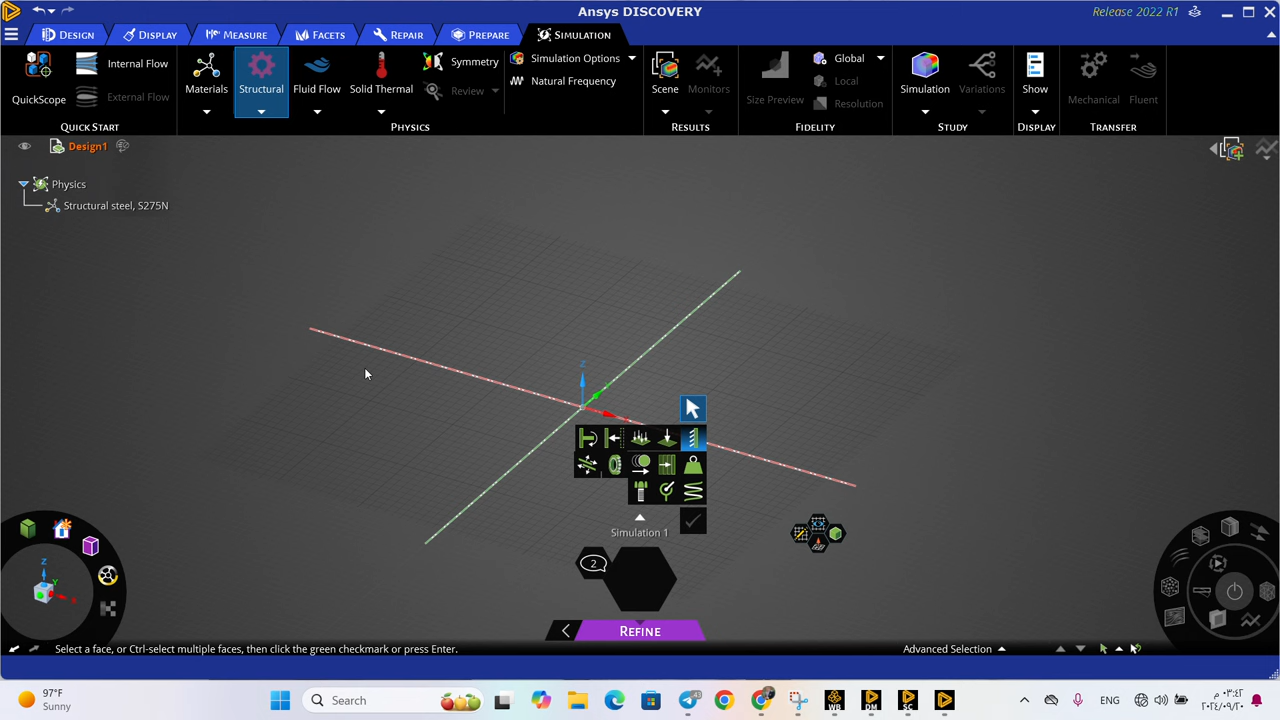 Ansys DISCOVERY
Release 2022 R1
DESIGN
DISPLAY
MEASURE
FACETS
REPAIR
PREPARE
SIMULATION
QuickScope
Internal Flow
External Flow
QUICK START
Materials
Structural
Fluid Flow
Solid Thermal
Symmetry
Review
Simulation Options
Natural Frequency
PHYSICS
Scene
Monitors
RESULTS
Size Preview
Global
Local
Resolution
FIDELITY
Simulation
Variations
STUDY
Show
DISPLAY
Mechanical
Fluent
TRANSFER
Design1
Physics
Structural steel, S275N
Z
Simulation 1
2
REFINE
Z
Y
X
Select a face, or Ctrl-select multiple faces, then click the green checkmark or press Enter.
Advanced Selection
97°F
Sunny
Search
WB
DM
SC
ENG